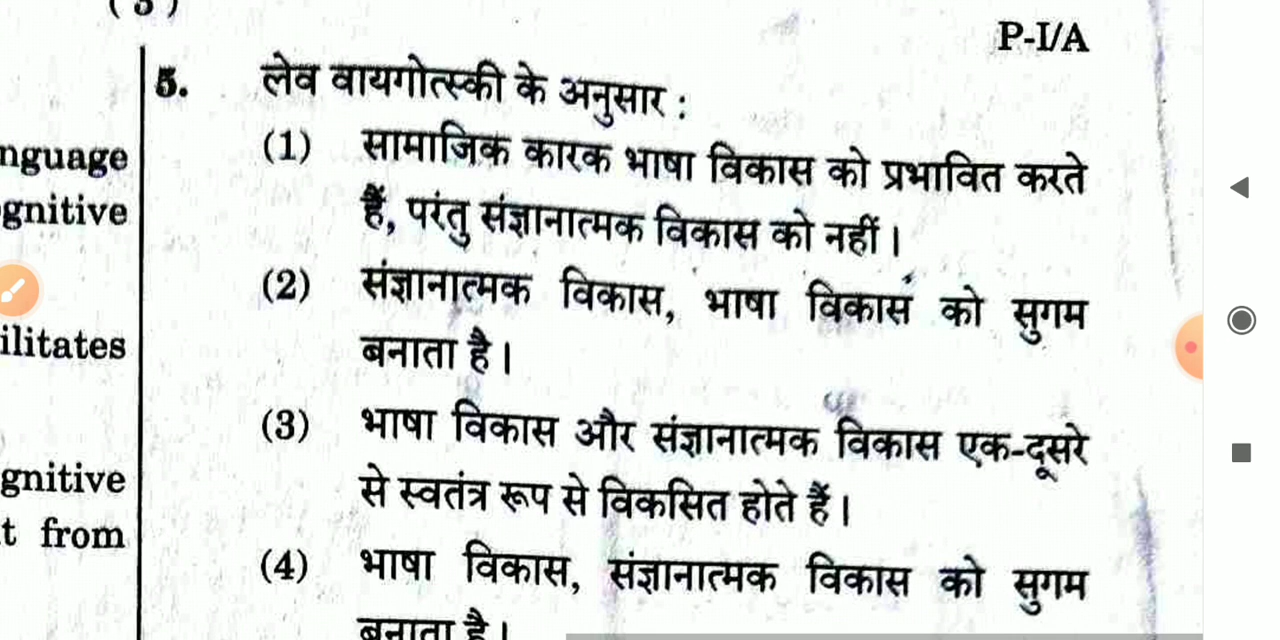 ( 3 )
P-I/A
5. लेव वायगोत्स्की के अनुसार :
(1) सामाजिक कारक भाषा विकास को प्रभावित करते
हैं, परंतु संज्ञानात्मक विकास को नहीं ।
(2) संज्ञानात्मक विकास, भाषा विकास को सुगम
बनाता है ।
(3) भाषा विकास और संज्ञानात्मक विकास एक-दूसरे
से स्वतंत्र रूप से विकसित होते हैं ।
(4) भाषा विकास, संज्ञानात्मक विकास को सुगम
बनाता है ।
nguage
gnitive
ilitates
gnitive
t from